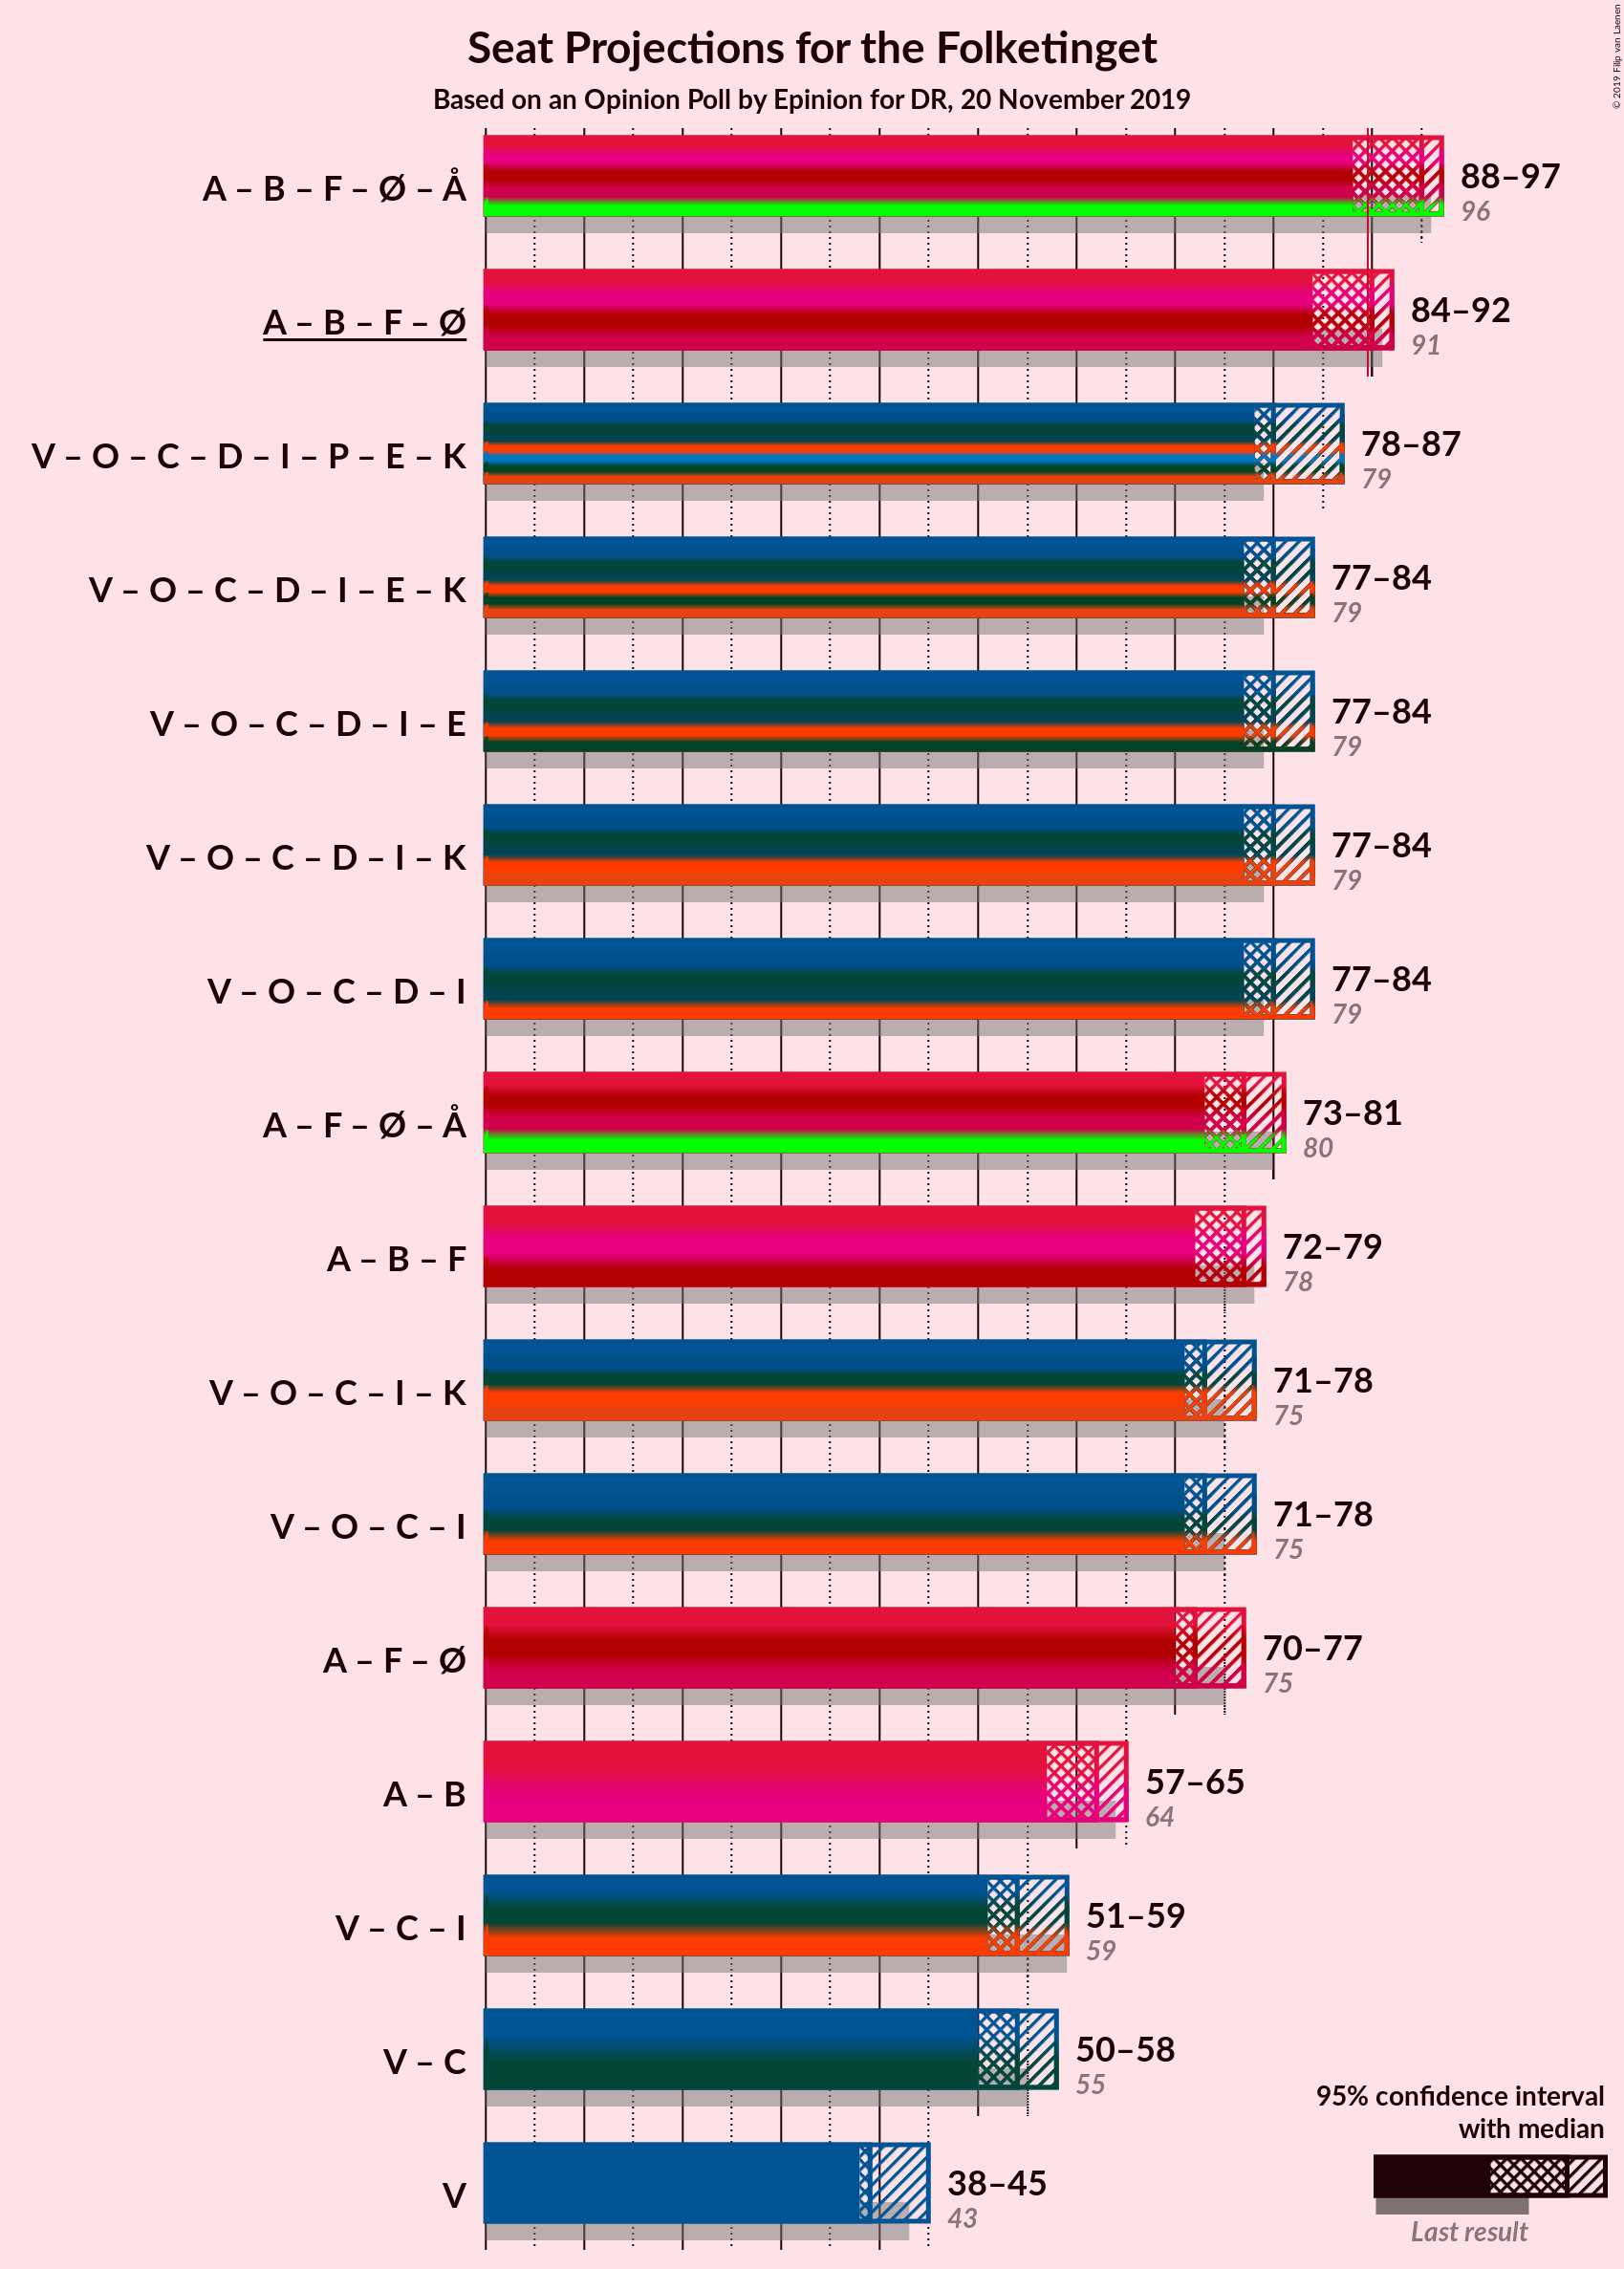 Seat Projections for the Folketinget
Based on an Opinion Poll by Epinion for DR, 20 November 2019
© 2019 Filip van Laenen
A – B – F – Ø – Å
88–97
96
A – B – F – Ø
84–92
91
V – O – C – D – I – P – E – K
78–87
79
V – O – C – D – I – E – K
77–84
79
V – O – C – D – I – E
77–84
79
V – O – C – D – I – K
77–84
79
V – O – C – D – I
77–84
79
A – F – Ø – Å
73–81
80
A – B – F
72–79
78
V – O – C – I – K
71–78
75
V – O – C – I
71–78
75
A – F – Ø
70–77
75
A – B
57–65
64
V – C – I
51–59
59
V – C
50–58
55
V
38–45
43
95% confidence interval
with median
Last result